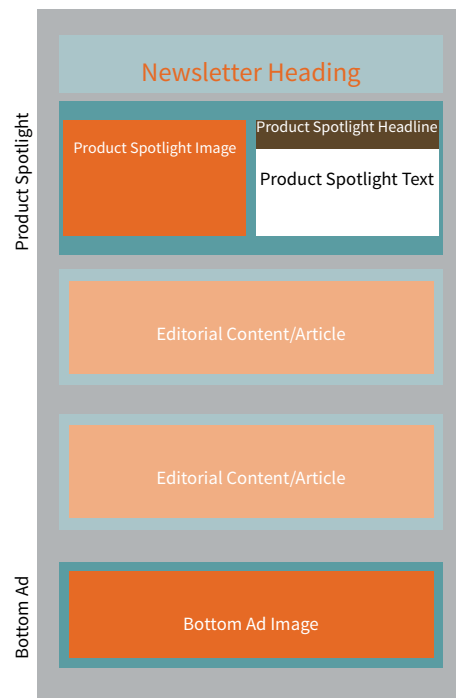 Newsletter Heading
Product Spotlight
Product Spotlight Image
Product Spotlight Headline
Product Spotlight Text
Editorial Content/Article
Editorial Content/Article
Bottom Ad
Bottom Ad Image